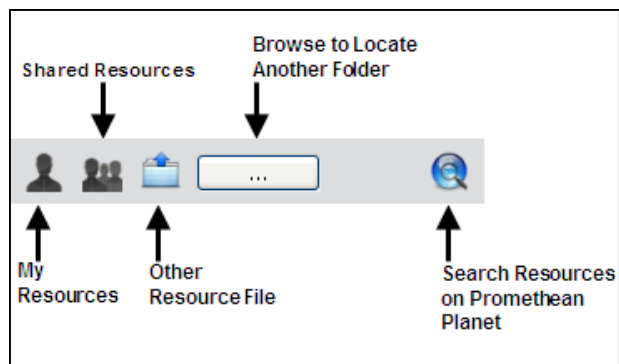 Browse to Locate
Another Folder
Shared Resources
...
My
Resources
Other
Resource File
Search Resources
on Promethean
Planet